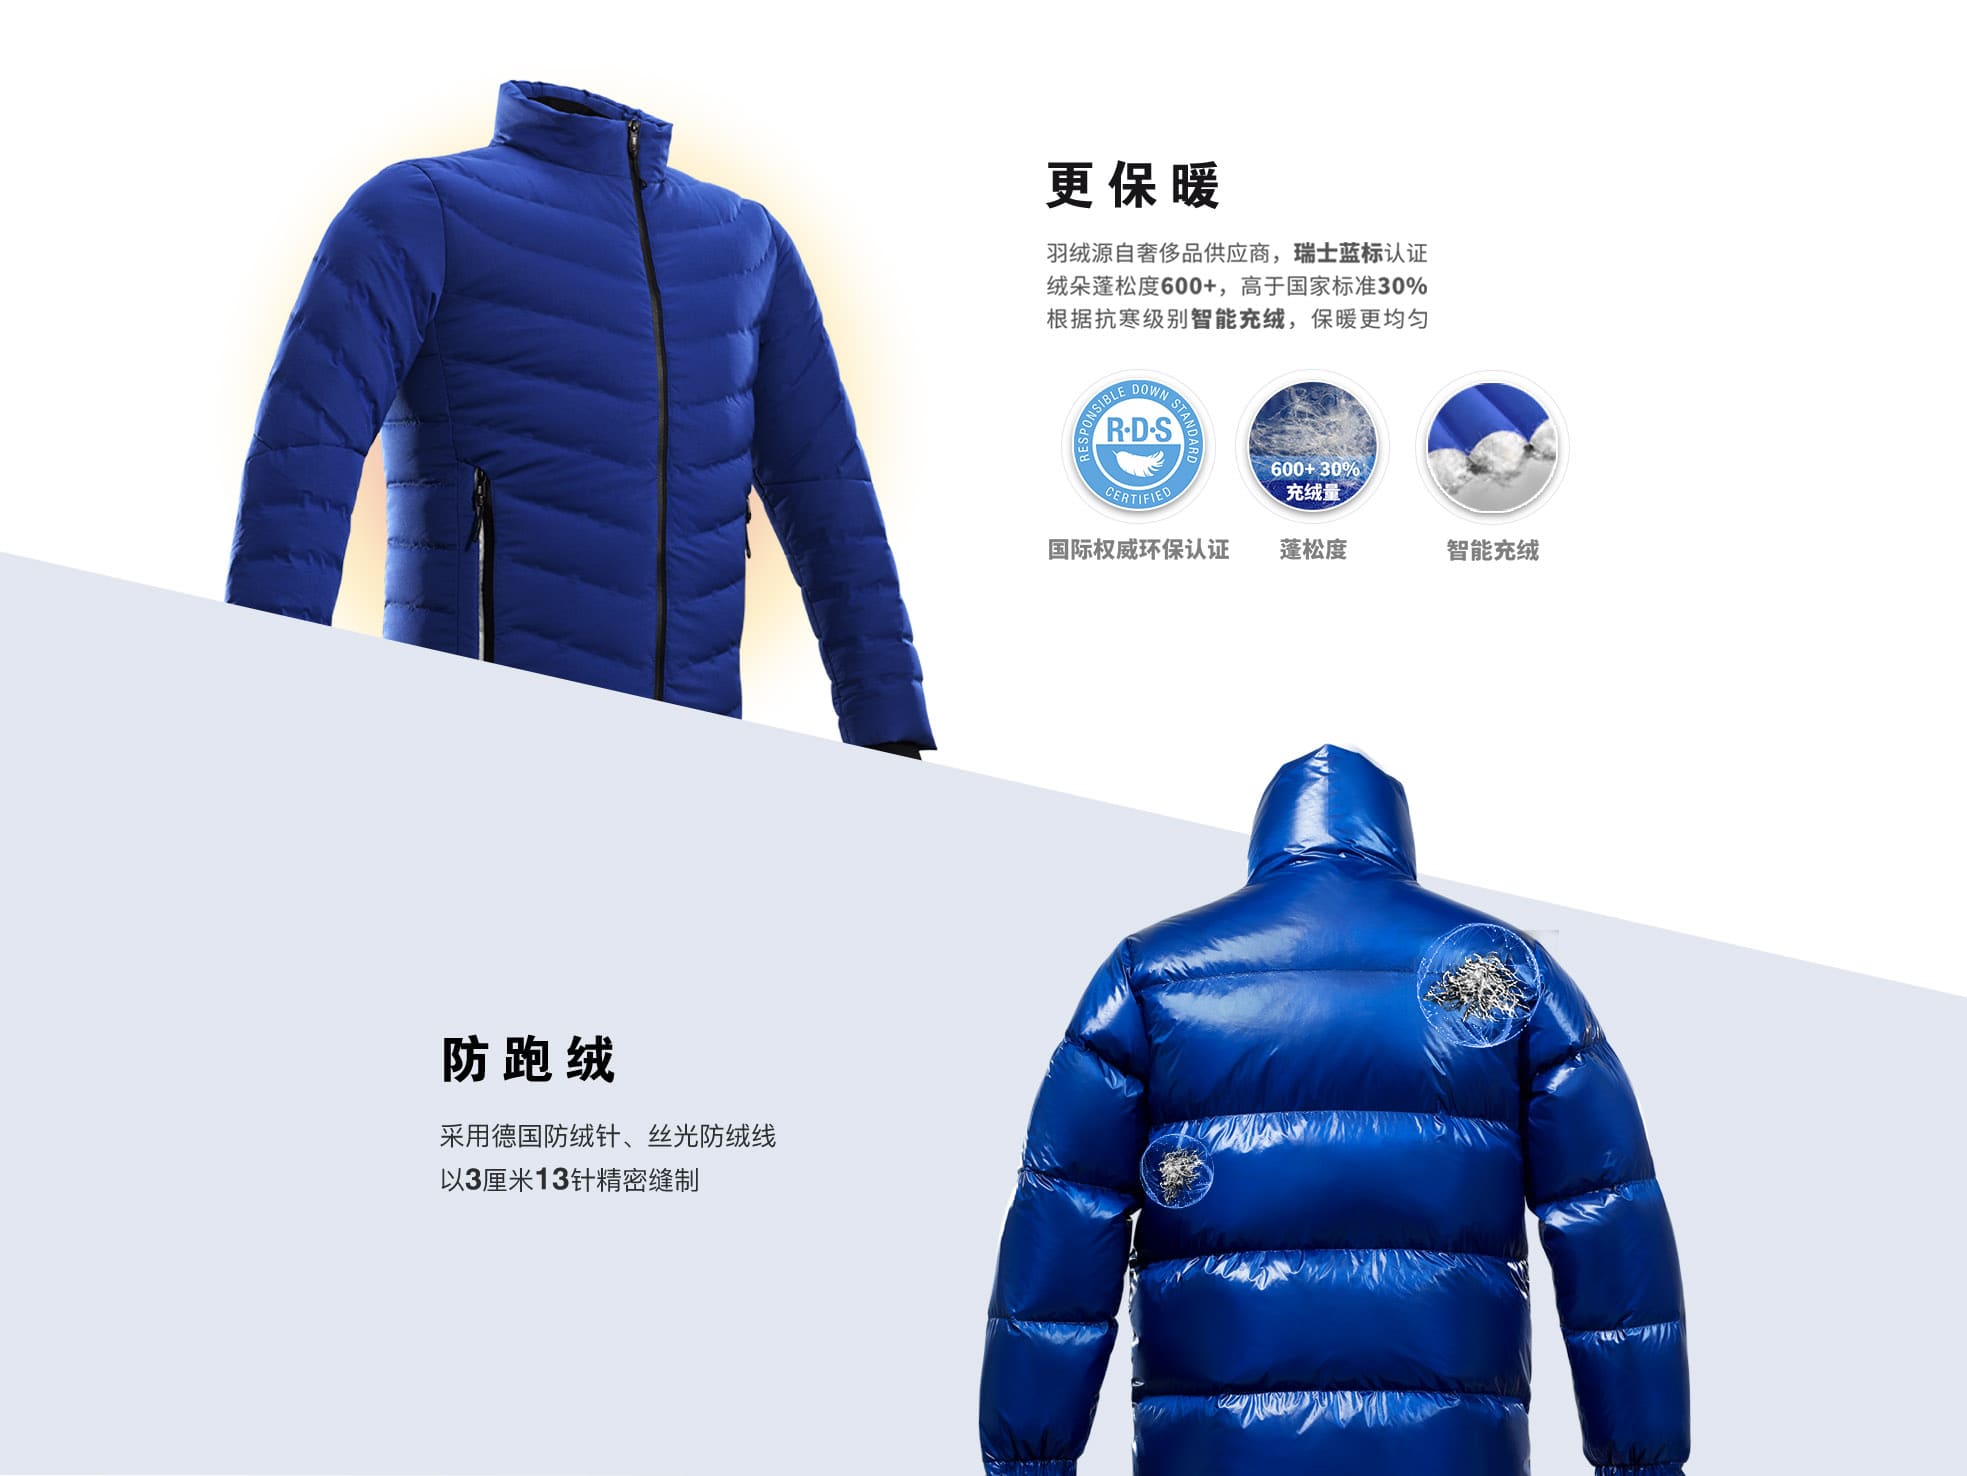 更保暖
羽绒源自奢侈品供应商，瑞士蓝标认证
绒朵蓬松度600+，高于国家标准30%
根据抗寒级别智能充绒，保暖更均匀
RESPONSIBLE DOWN STANDARD
R·D·S
CERTIFIED
600+ 30%
充绒量
国际权威环保认证
蓬松度
智能充绒
防跑绒
采用德国防绒针、丝光防绒线
以3厘米13针精密缝制